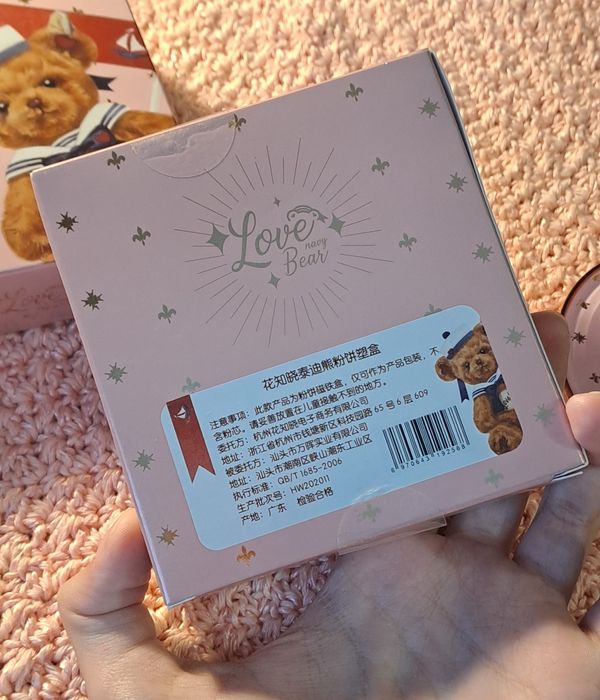 Love
navy
Bear
花知晓泰迪熊粉饼塑盒
注意事项：此款产品为粉饼磁铁盒，仅可作为产品包装，不
含粉芯。请妥善放置在儿童接触不到的地方。
委托方：杭州花知晓电子商务有限公司
地址：浙江省杭州市钱塘新区科技园路 65 号 6 层 609
被委托方：汕头市万辉实业有限公司
地址：汕头市潮南区峡山潮东工业区
执行标准：QB/T 1685-2006
生产批次号：HW202011
产地：广东 检验合格
6970643192568
Love